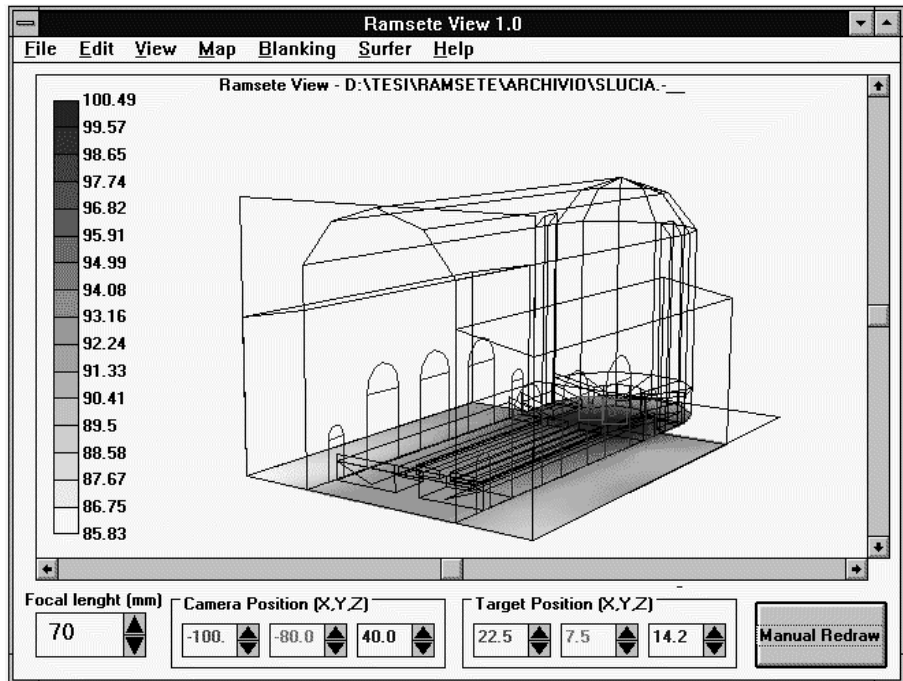 Ramsete View 1.0
File Edit View Map Blanking Surfer Help
Ramsete View - D:\TESI\RAMSETE\ARCHIVIO\SLUCIA.-__
100.49
99.57
98.65
97.74
96.82
95.91
94.99
94.08
93.16
92.24
91.33
90.41
89.5
88.58
87.67
86.75
85.83
Focal lenght (mm)
70
Camera Position (X,Y,Z)
-100. -80.0 40.0
Target Position (X,Y,Z)
22.5 7.5 14.2
Manual Redraw